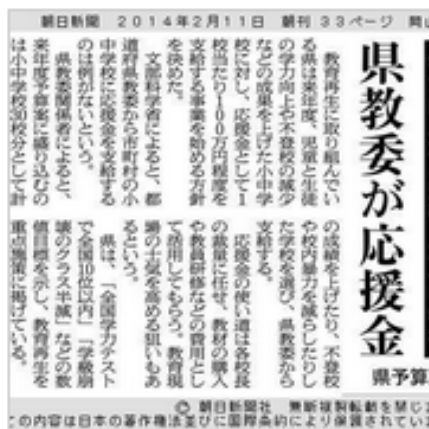 朝日新聞 2014年2月11日 朝刊 33ページ 岡山
県教委が応援金
県予算
教育再生に取り組んでい
る県は来年度、児童と生徒
の学力向上や不登校の減少
などの成果を上げた小中学
校に対し、応援金として1
校当たり100万円程度を
支給する事業を始める方針
を決めた。
文部科学省によると、都
道府県教委から市町村の小
中学校に応援金を支給する
のは例がないという。
県教委関係者によると、
来年度予算案に盛り込むの
は小中学校30校分として計
の成績を上げたり、不登校
や校内暴力を減らしたりし
た学校を選び、県教委から
支給する。
応援金の使い道は各校長
の裁量に任せ、教材の購入
や教員研修などの費用とし
て活用してもらう。教育現
場の士気を高める狙いもあ
るという。
県は、「全国学力テスト
で全国10位以内」「学級崩
壊のクラス半減」などの数
値目標を示し、教育再生を
重点施策に掲げている。
© 朝日新聞社 無断複製転載を禁じ
この内容は日本の著作権法並びに国際条約により保護されてい